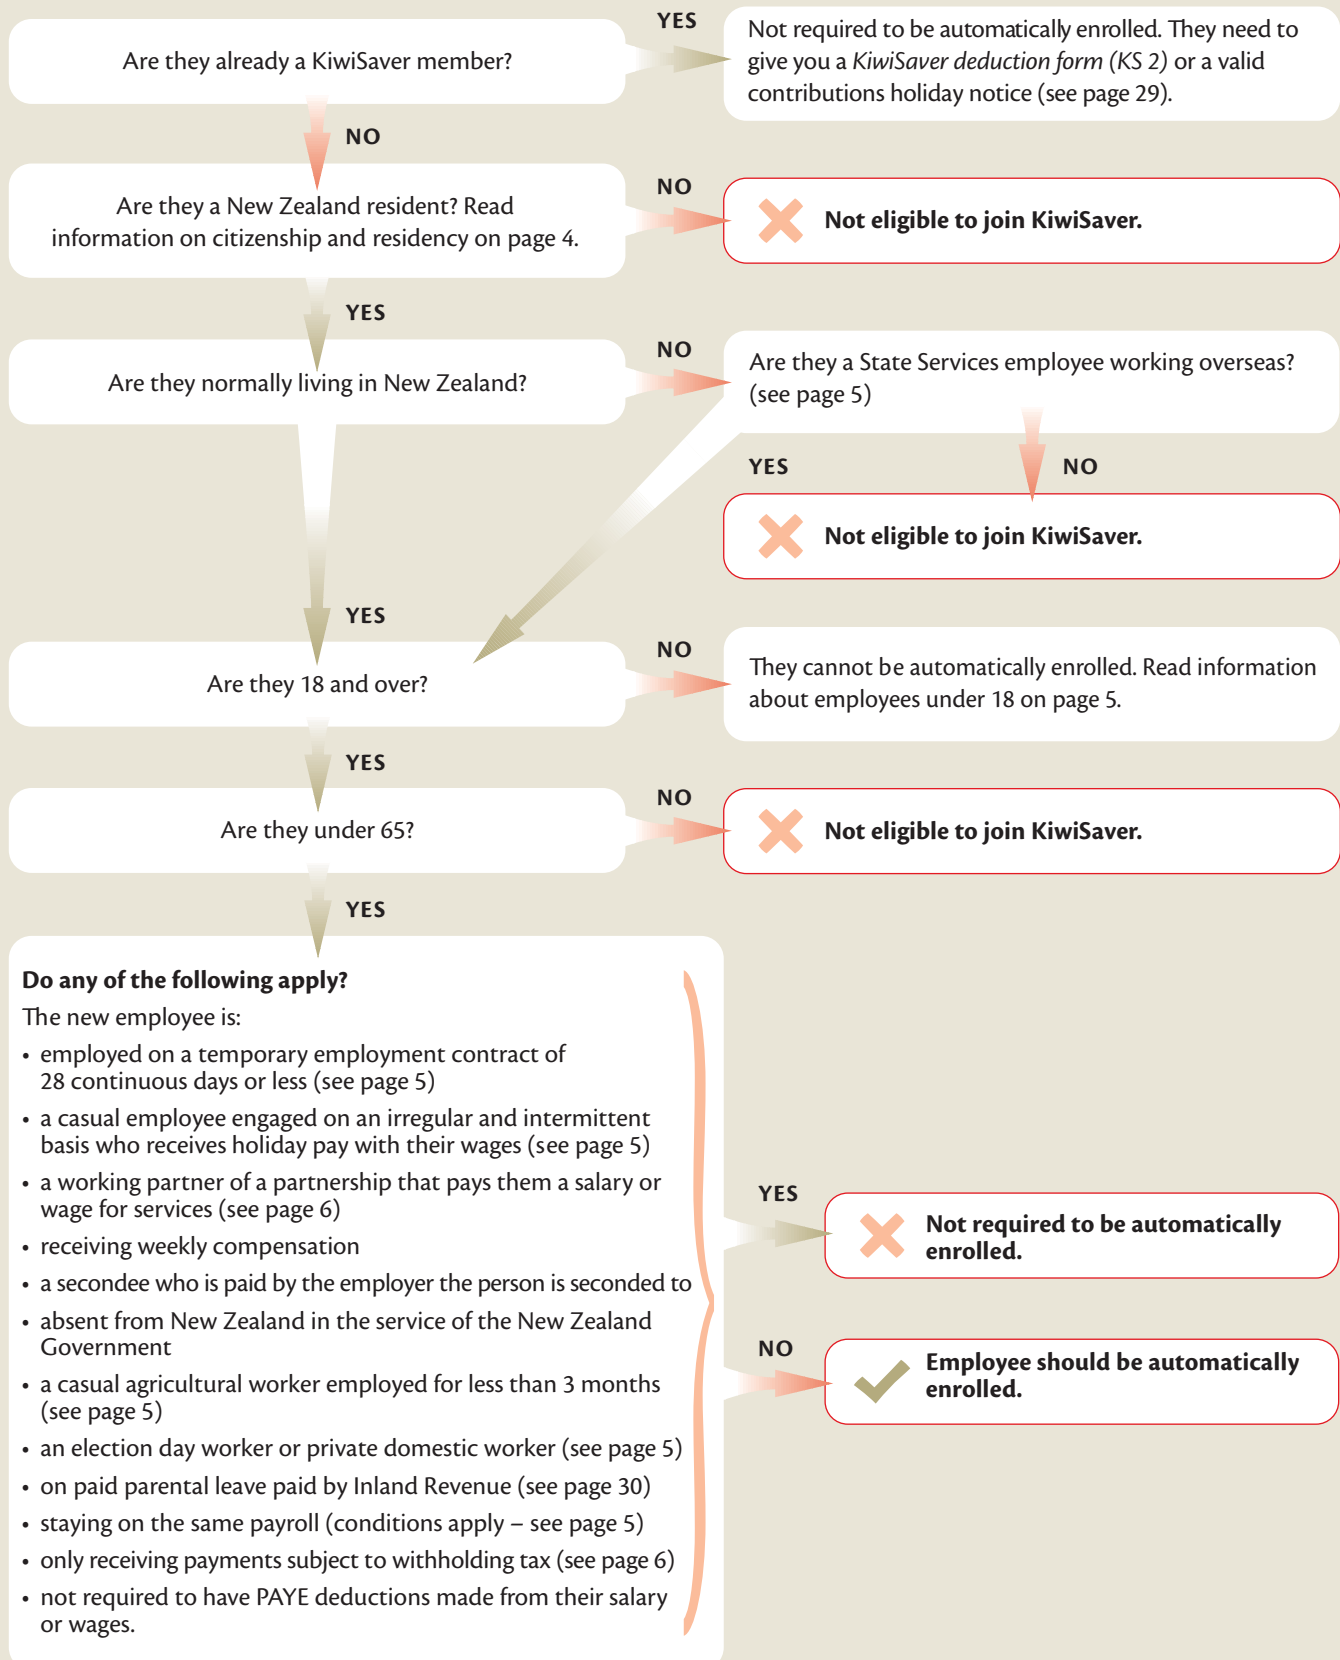 Are they already a KiwiSaver member?
YES
Not required to be automatically enrolled. They need to
give you a KiwiSaver deduction form (KS 2) or a valid
contributions holiday notice (see page 29).
NO
Are they a New Zealand resident? Read
information on citizenship and residency on page 4.
NO
Not eligible to join KiwiSaver.
YES
Are they normally living in New Zealand?
NO
Are they a State Services employee working overseas?
(see page 5)
YES
NO
Not eligible to join KiwiSaver.
YES
Are they 18 and over?
NO
They cannot be automatically enrolled. Read information
about employees under 18 on page 5.
YES
Are they under 65?
NO
Not eligible to join KiwiSaver.
YES
Do any of the following apply?
The new employee is:
• employed on a temporary employment contract of
28 continuous days or less (see page 5)
• a casual employee engaged on an irregular and intermittent
basis who receives holiday pay with their wages (see page 5)
• a working partner of a partnership that pays them a salary or
wage for services (see page 6)
• receiving weekly compensation
• a secondee who is paid by the employer the person is seconded to
• absent from New Zealand in the service of the New Zealand
Government
• a casual agricultural worker employed for less than 3 months
(see page 5)
• an election day worker or private domestic worker (see page 5)
• on paid parental leave paid by Inland Revenue (see page 30)
• staying on the same payroll (conditions apply – see page 5)
• only receiving payments subject to withholding tax (see page 6)
• not required to have PAYE deductions made from their salary
or wages.
YES
Not required to be automatically
enrolled.
NO
Employee should be automatically
enrolled.